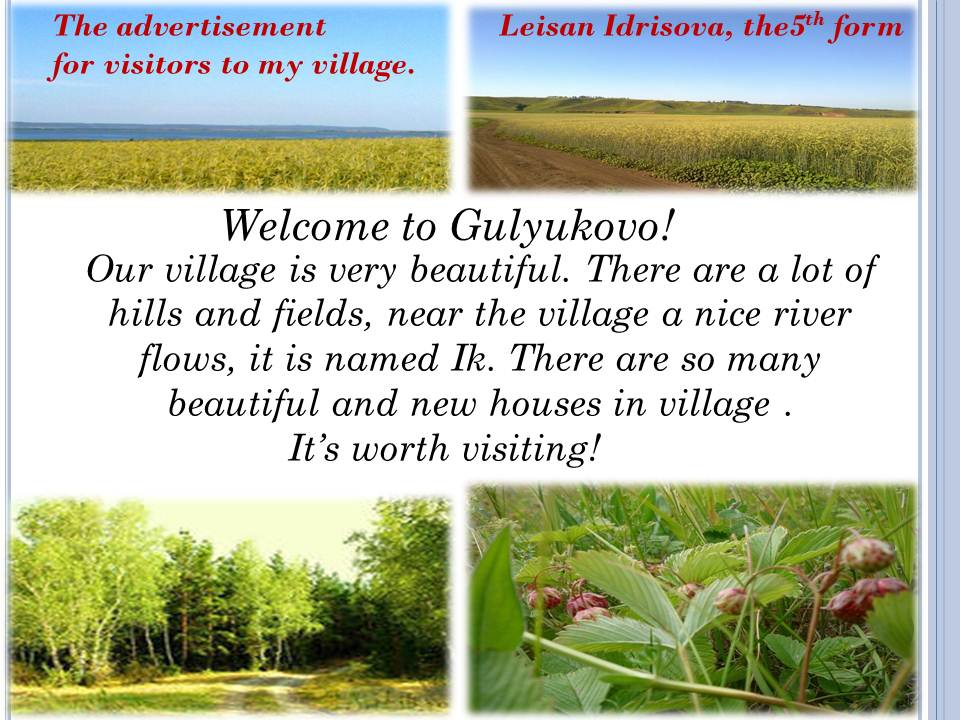 The advertisement
for visitors to my village.
Leisan Idrisova, the5th form
Welcome to Gulyukovo!
Our village is very beautiful. There are a lot of
hills and fields, near the village a nice river
flows, it is named Ik. There are so many
beautiful and new houses in village .
It’s worth visiting!